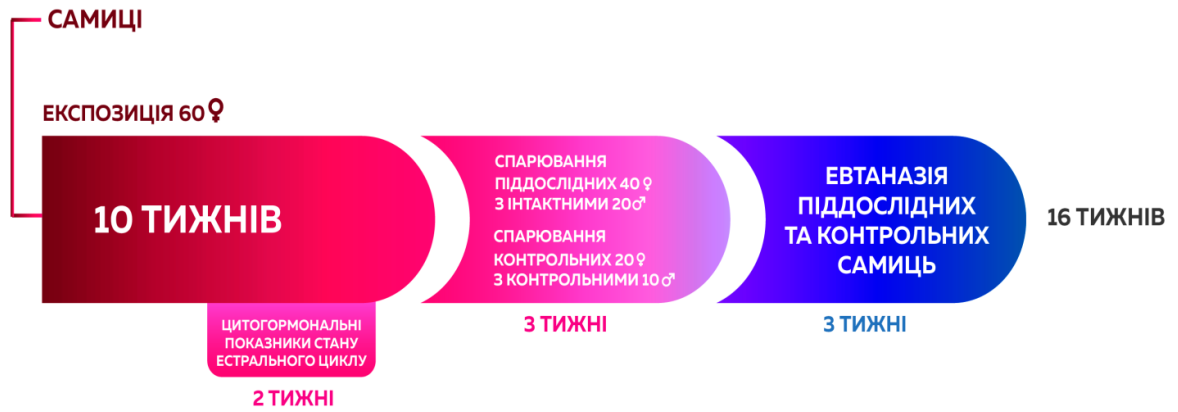 САМИЦІ
ЕКСПОЗИЦІЯ 60♀
10 ТИЖНІВ
ЦИТОГОРМОНАЛЬНІ
ПОКАЗНИКИ СТАНУ
ЕСТРАЛЬНОГО ЦИКЛУ
2 ТИЖНІ
СПАРЮВАННЯ
ПІДДОСЛІДНИХ 40♀
З ІНТАКТНИМИ 20♂
СПАРЮВАННЯ
КОНТРОЛЬНИХ 20♀
З КОНТРОЛЬНИМИ 10♂
3 ТИЖНІ
ЕВТАНАЗІЯ
ПІДДОСЛІДНИХ
ТА КОНТРОЛЬНИХ
САМИЦЬ
3 ТИЖНІ
16 ТИЖНІВ